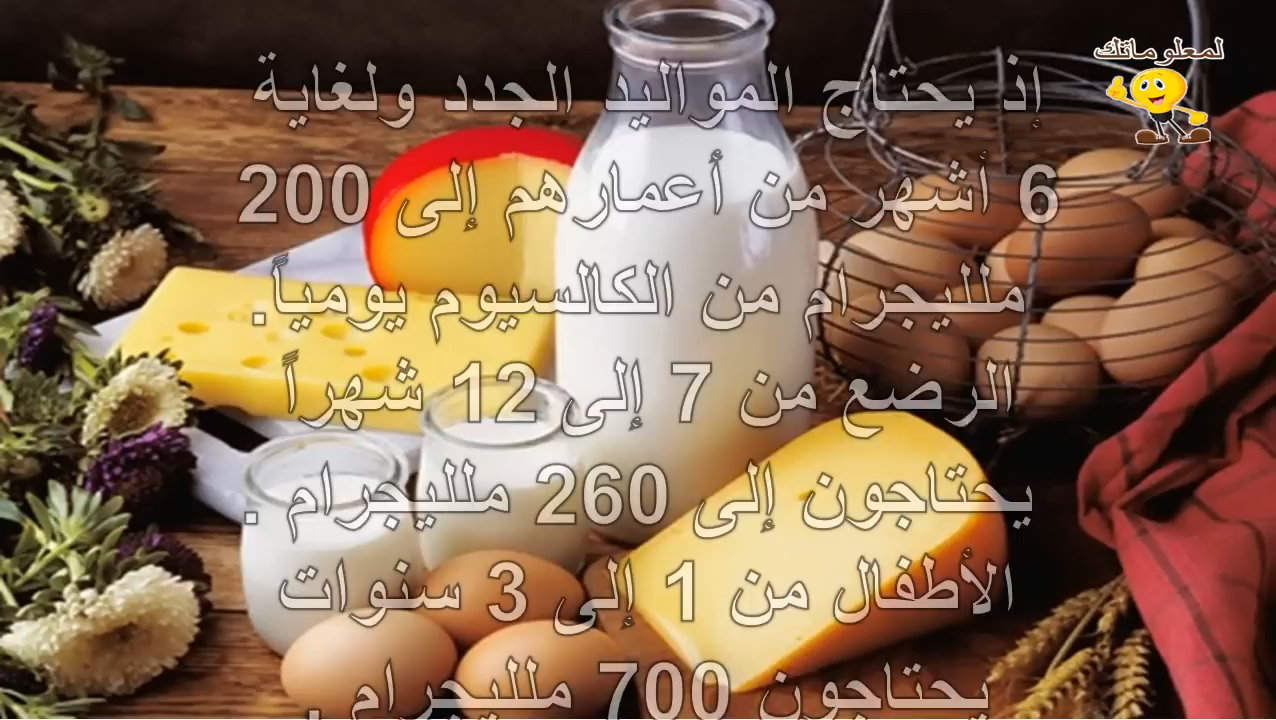 لمعلوماتك
إذ يحتاج المواليد الجدد ولغاية
6 أشهر من أعمارهم إلى 200
ملليجرام من الكالسيوم يومياً.
الرضع من 7 إلى 12 شهراً
يحتاجون إلى 260 ملليجرام .
الأطفال من 1 إلى 3 سنوات
يحتاجون 700 ملليجرام .